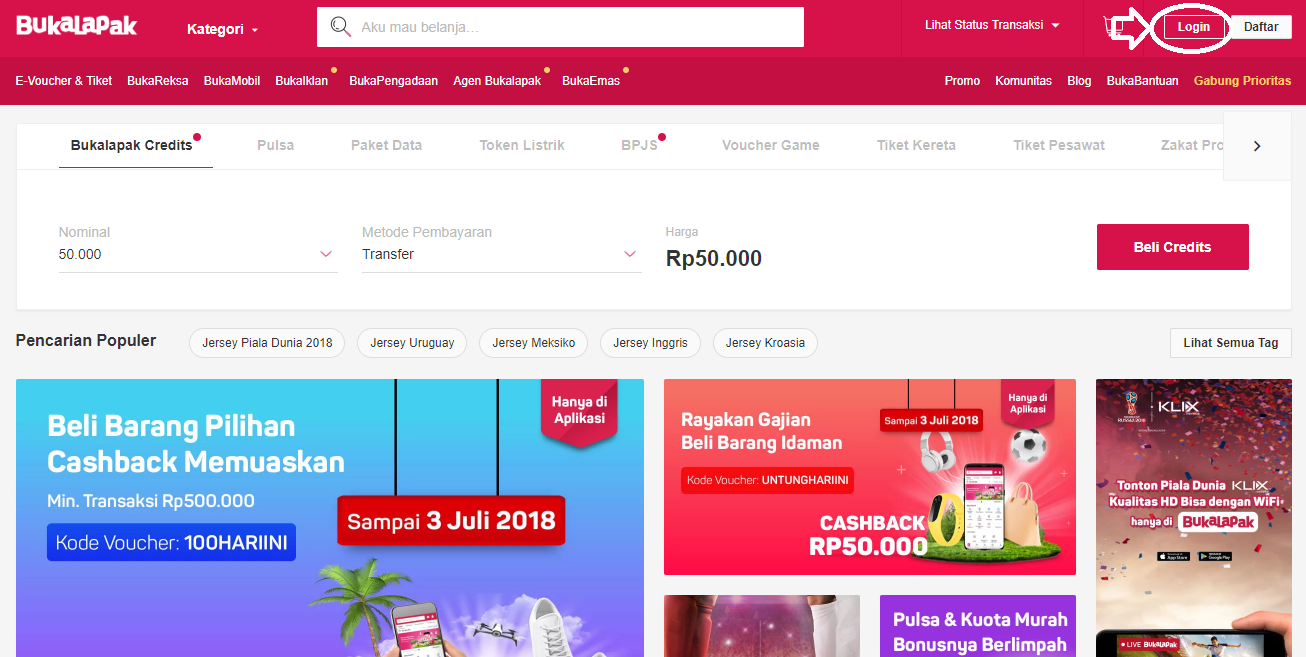 BukaLapak
Kategori
Aku mau belanja...
Lihat Status Transaksi
Login
Daftar
E-Voucher & Tiket
BukaReksa
BukaMobil
BukaIklan
BukaPengadaan
Agen Bukalapak
BukaEmas
Promo
Komunitas
Blog
BukaBantuan
Gabung Prioritas
Bukalapak Credits
Pulsa
Paket Data
Token Listrik
BPJS
Voucher Game
Tiket Kereta
Tiket Pesawat
Zakat Pro
Nominal
50.000
Metode Pembayaran
Transfer
Harga
Rp50.000
Beli Credits
Pencarian Populer
Jersey Piala Dunia 2018
Jersey Uruguay
Jersey Meksiko
Jersey Inggris
Jersey Kroasia
Lihat Semua Tag
Beli Barang Pilihan
Cashback Memuaskan
Min. Transaksi Rp500.000
Kode Voucher: 100HARIINI
Hanya di
Aplikasi
Sampai 3 Juli 2018
Rayakan Gajian
Beli Barang Idaman
Kode Voucher: UNTUNGHARIINI
Sampai 3 Juli 2018
Hanya di
Aplikasi
CASHBACK
RP50.000
Pulsa & Kuota Murah
Bonusnya Berlimpah
KLIX
Tonton Piala Dunia KLIX
Kualitas HD Bisa dengan WiFi
hanya di BukaLapak
App Store
Google Play
LIVE BukaLapak